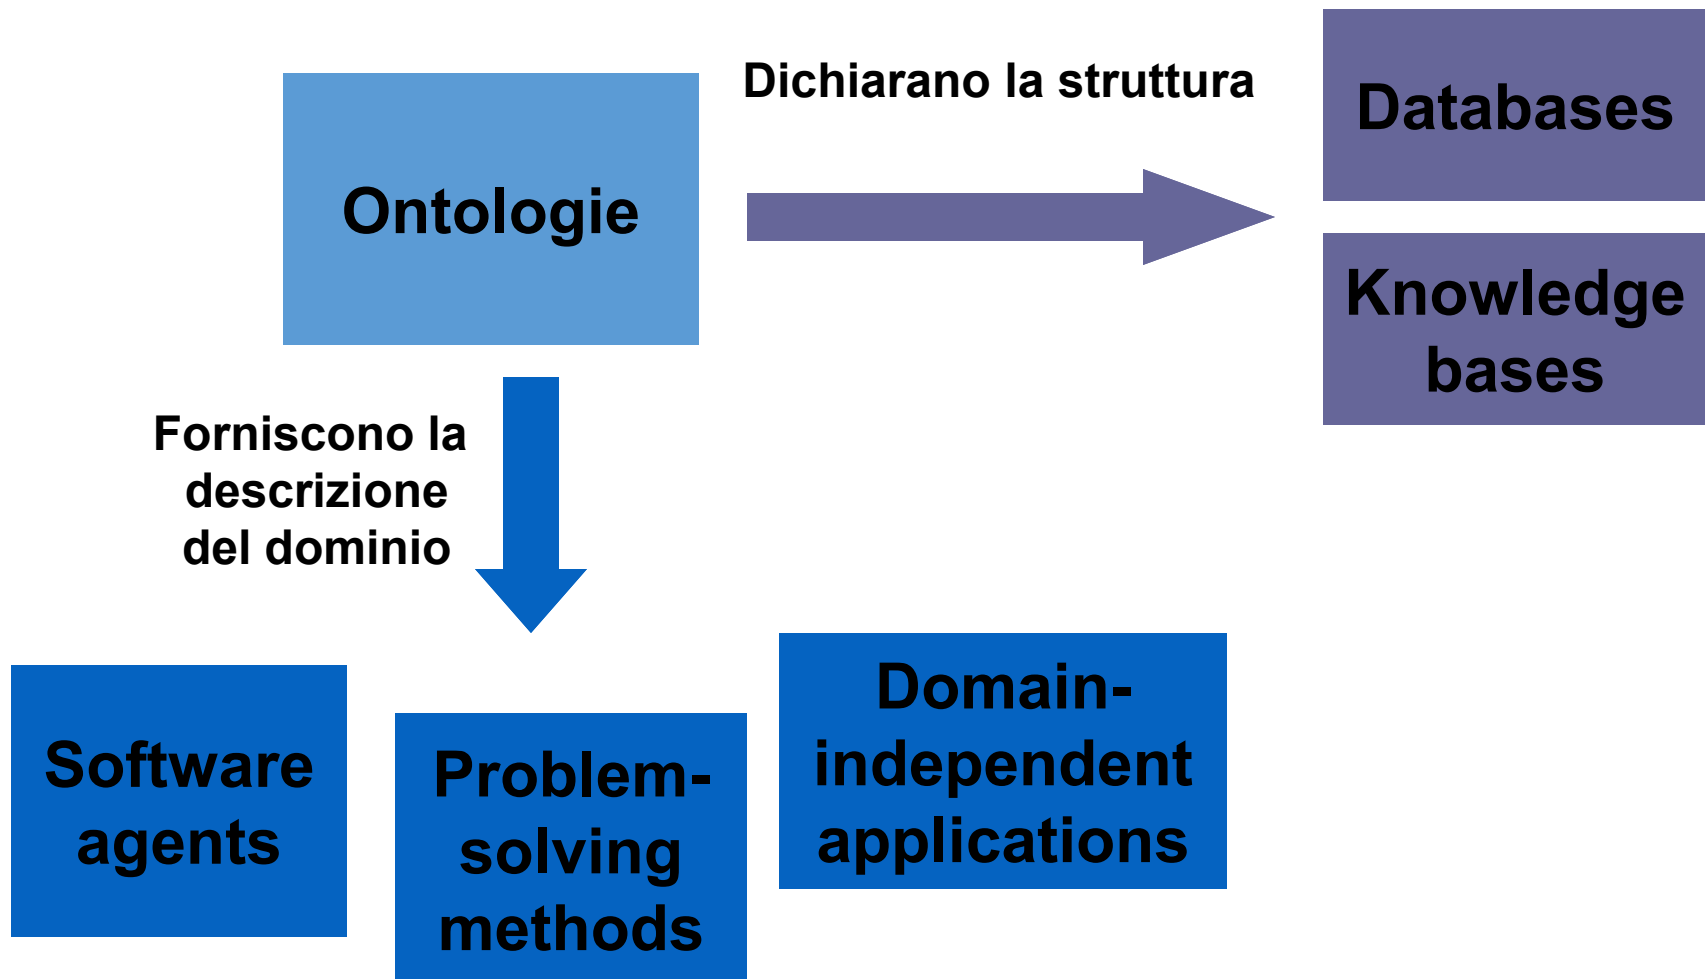 Ontologie
Dichiarano la struttura
Databases
Knowledge
bases
Forniscono la
descrizione
del dominio
Software
agents
Problem-
solving
methods
Domain-
independent
applications